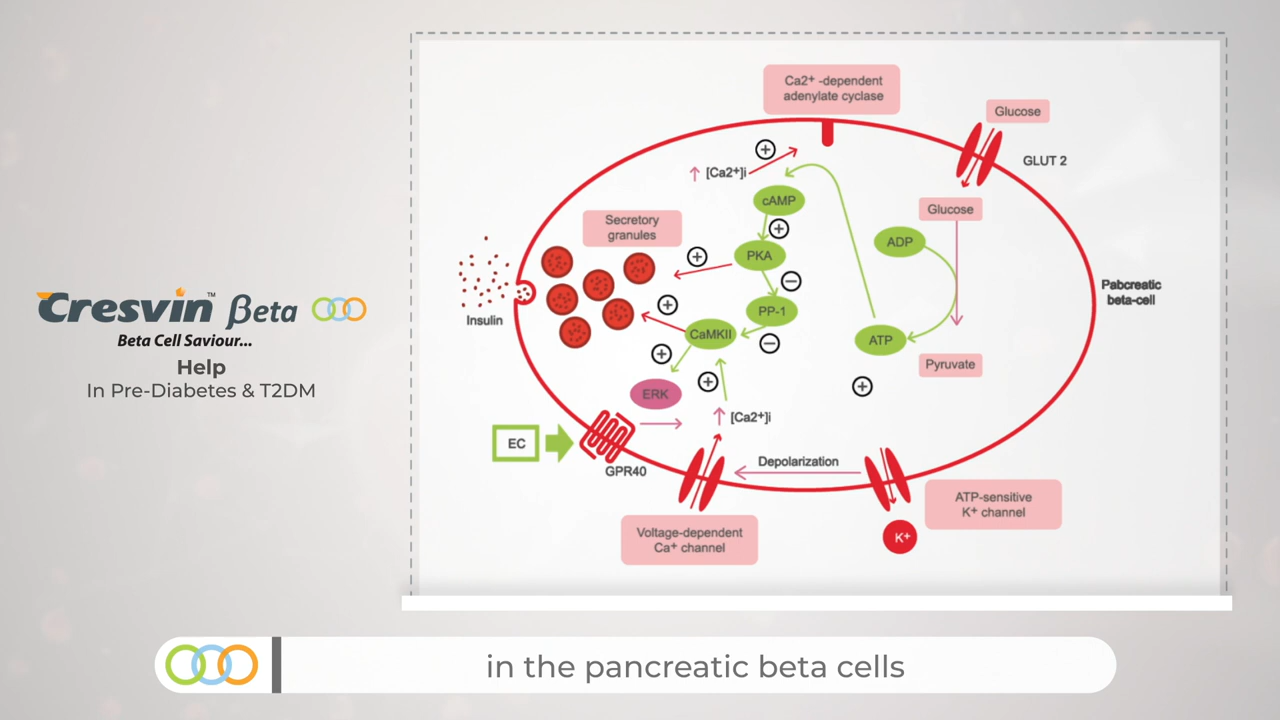 Cresvin™ βeta
Beta Cell Saviour...
Help
In Pre-Diabetes & T2DM
Ca2+ -dependent
adenylate cyclase
Glucose
GLUT 2
↑ [Ca²⁺]i
+
cAMP
+
Secretory
granules
Glucose
ADP
PKA
+
−
Insulin
PP-1
+
CaMKII
−
ATP
Pabcreatic
beta-cell
+
Pyruvate
ERK
+
+
↑ [Ca²⁺]i
EC
GPR40
Depolarization
ATP-sensitive
K⁺ channel
Voltage-dependent
Ca⁺ channel
K⁺
in the pancreatic beta cells